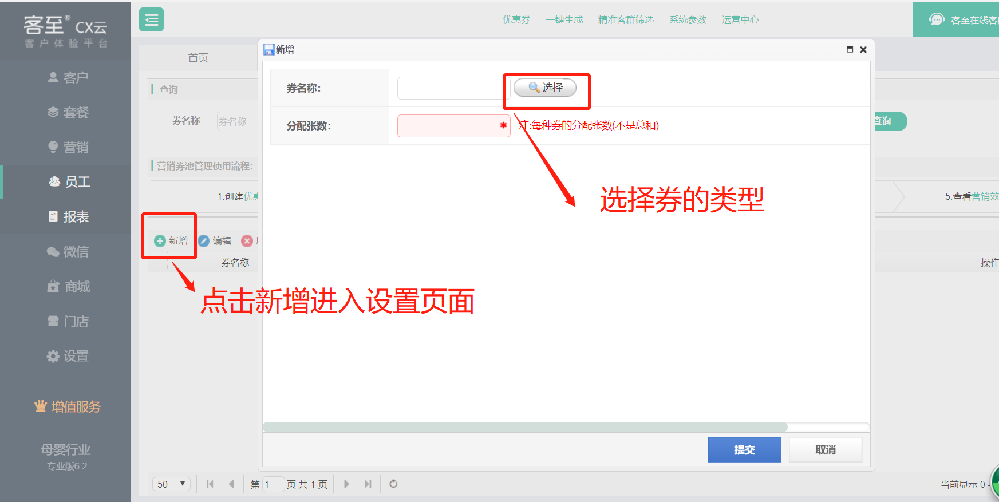 客至® CX云
客户体验平台
优惠券 一键生成 精准客群筛选 系统参数 运营中心
客至在线客
客户
套餐
营销
员工
报表
微信
商城
门店
设置
增值服务
母婴行业
专业版6.2
首页
查询
券名称 券名称
查询
营销券池管理使用流程:
1.创建优惠
5.查看营销效
新增 编辑
券名称
操作
新增
券名称:
选择
分配张数:
*
注:每种券的分配张数(不是总和)
选择券的类型
点击新增进入设置页面
提交 取消
50 第 1 页 共 1 页
当前显示 0 -